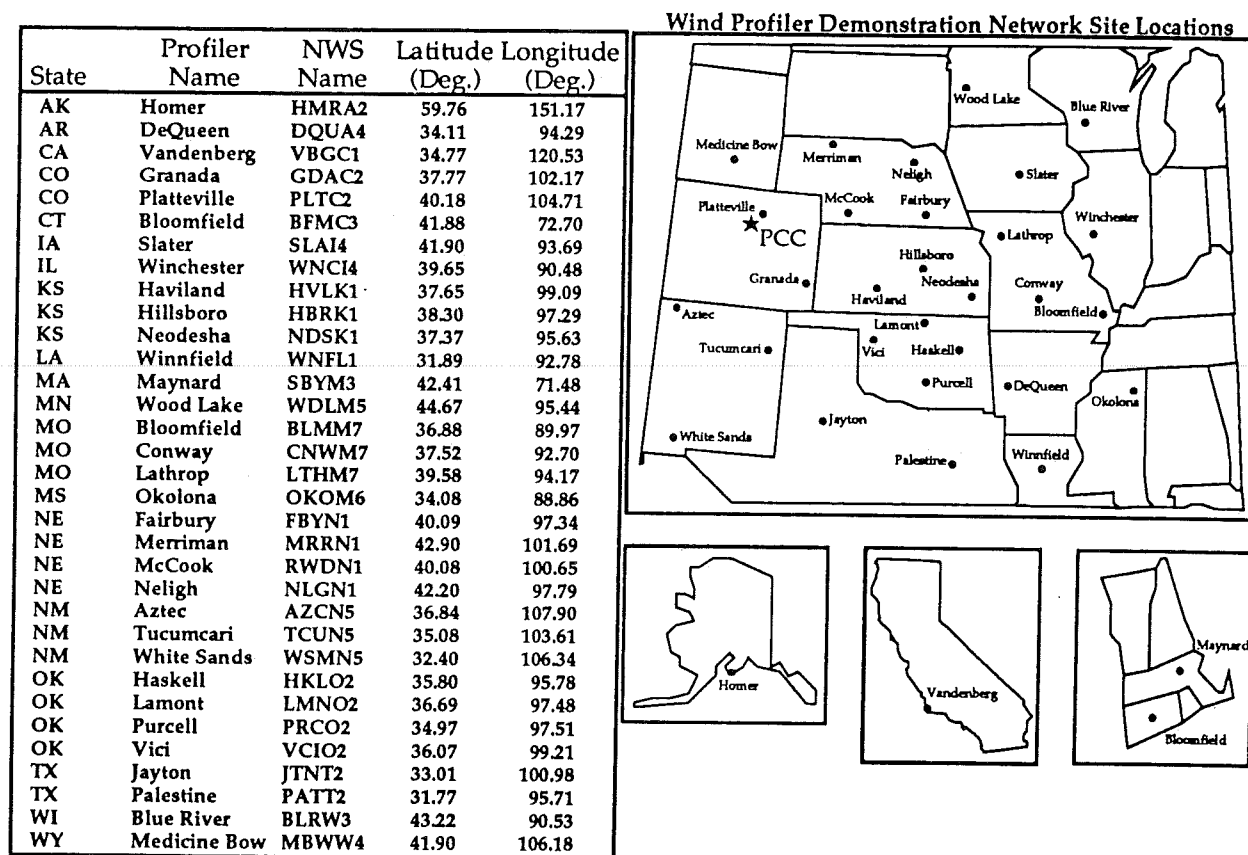 Wind Profiler Demonstration Network Site Locations
State Profiler Name NWS Name Latitude (Deg.) Longitude (Deg.)
AK Homer HMRA2 59.76 151.17
AR DeQueen DQUA4 34.11 94.29
CA Vandenberg VBGC1 34.77 120.53
CO Granada GDAC2 37.77 102.17
CO Platteville PLTC2 40.18 104.71
CT Bloomfield BFMC3 41.88 72.70
IA Slater SLAI4 41.90 93.69
IL Winchester WNCI4 39.65 90.48
KS Haviland HVLK1 37.65 99.09
KS Hillsboro HBRK1 38.30 97.29
KS Neodesha NDSK1 37.37 95.63
LA Winnfield WNFL1 31.89 92.78
MA Maynard SBYM3 42.41 71.48
MN Wood Lake WDLM5 44.67 95.44
MO Bloomfield BLMM7 36.88 89.97
MO Conway CNWM7 37.52 92.70
MO Lathrop LTHM7 39.58 94.17
MS Okolona OKOM6 34.08 88.86
NE Fairbury FBYN1 40.09 97.34
NE Merriman MRRN1 42.90 101.69
NE McCook RWDN1 40.08 100.65
NE Neligh NLGN1 42.20 97.79
NM Aztec AZCN5 36.84 107.90
NM Tucumcari TCUN5 35.08 103.61
NM White Sands WSMN5 32.40 106.34
OK Haskell HKLO2 35.80 95.78
OK Lamont LMNO2 36.69 97.48
OK Purcell PRCO2 34.97 97.51
OK Vici VCIO2 36.07 99.21
TX Jayton JTNT2 33.01 100.98
TX Palestine PATT2 31.77 95.71
WI Blue River BLRW3 43.22 90.53
WY Medicine Bow MBWW4 41.90 106.18
Wood Lake
Blue River
Medicine Bow
Merriman
Neligh
Slater
Platteville
McCook
Fairbury
Winchester
PCC
Lathrop
Hillsboro
Granada
Haviland
Neodesha
Conway
Bloomfield
Aztec
Lamont
Tucumcari
Vici
Haskell
Purcell
DeQueen
Okolona
Jayton
White Sands
Palestine
Winnfield
Homer
Vandenberg
Maynard
Bloomfield